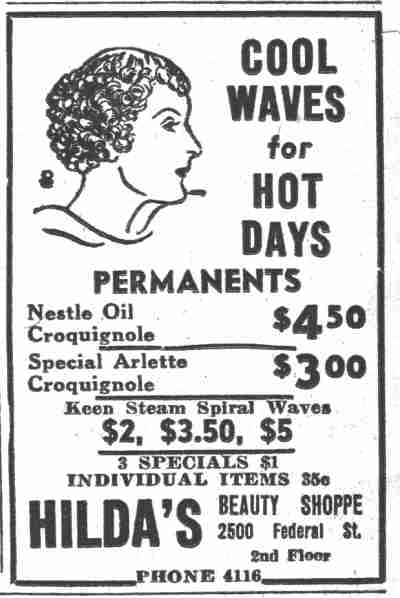 COOL
WAVES
for
HOT
DAYS
PERMANENTS
Nestle Oil
Croquignole
$4.50
Special Arlette
Croquignole
$3.00
Keen Steam Spiral Waves
$2, $3.50, $5
3 SPECIALS $1
INDIVIDUAL ITEMS 35c
HILDA'S
BEAUTY SHOPPE
2500 Federal St.
2nd Floor
PHONE 4116